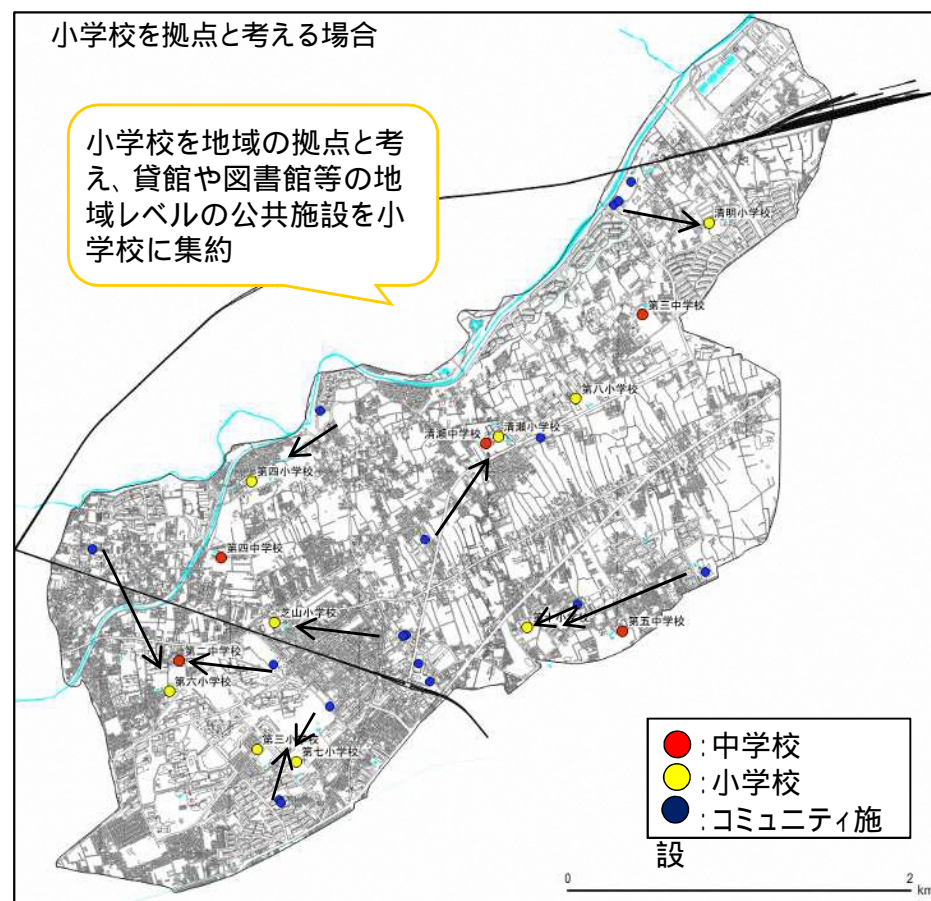 小学校を拠点と考える場合
小学校を地域の拠点と考
え、貸館や図書館等の地
域レベルの公共施設を小
学校に集約
清明小学校
第三中学校
第八小学校
清瀬中学校
清瀬小学校
第四小学校
第四中学校
芝山小学校
第十小学校
第五中学校
第二中学校
第六小学校
第三小学校
第七小学校
:中学校
:小学校
:コミュニティ施
設
0
2
km